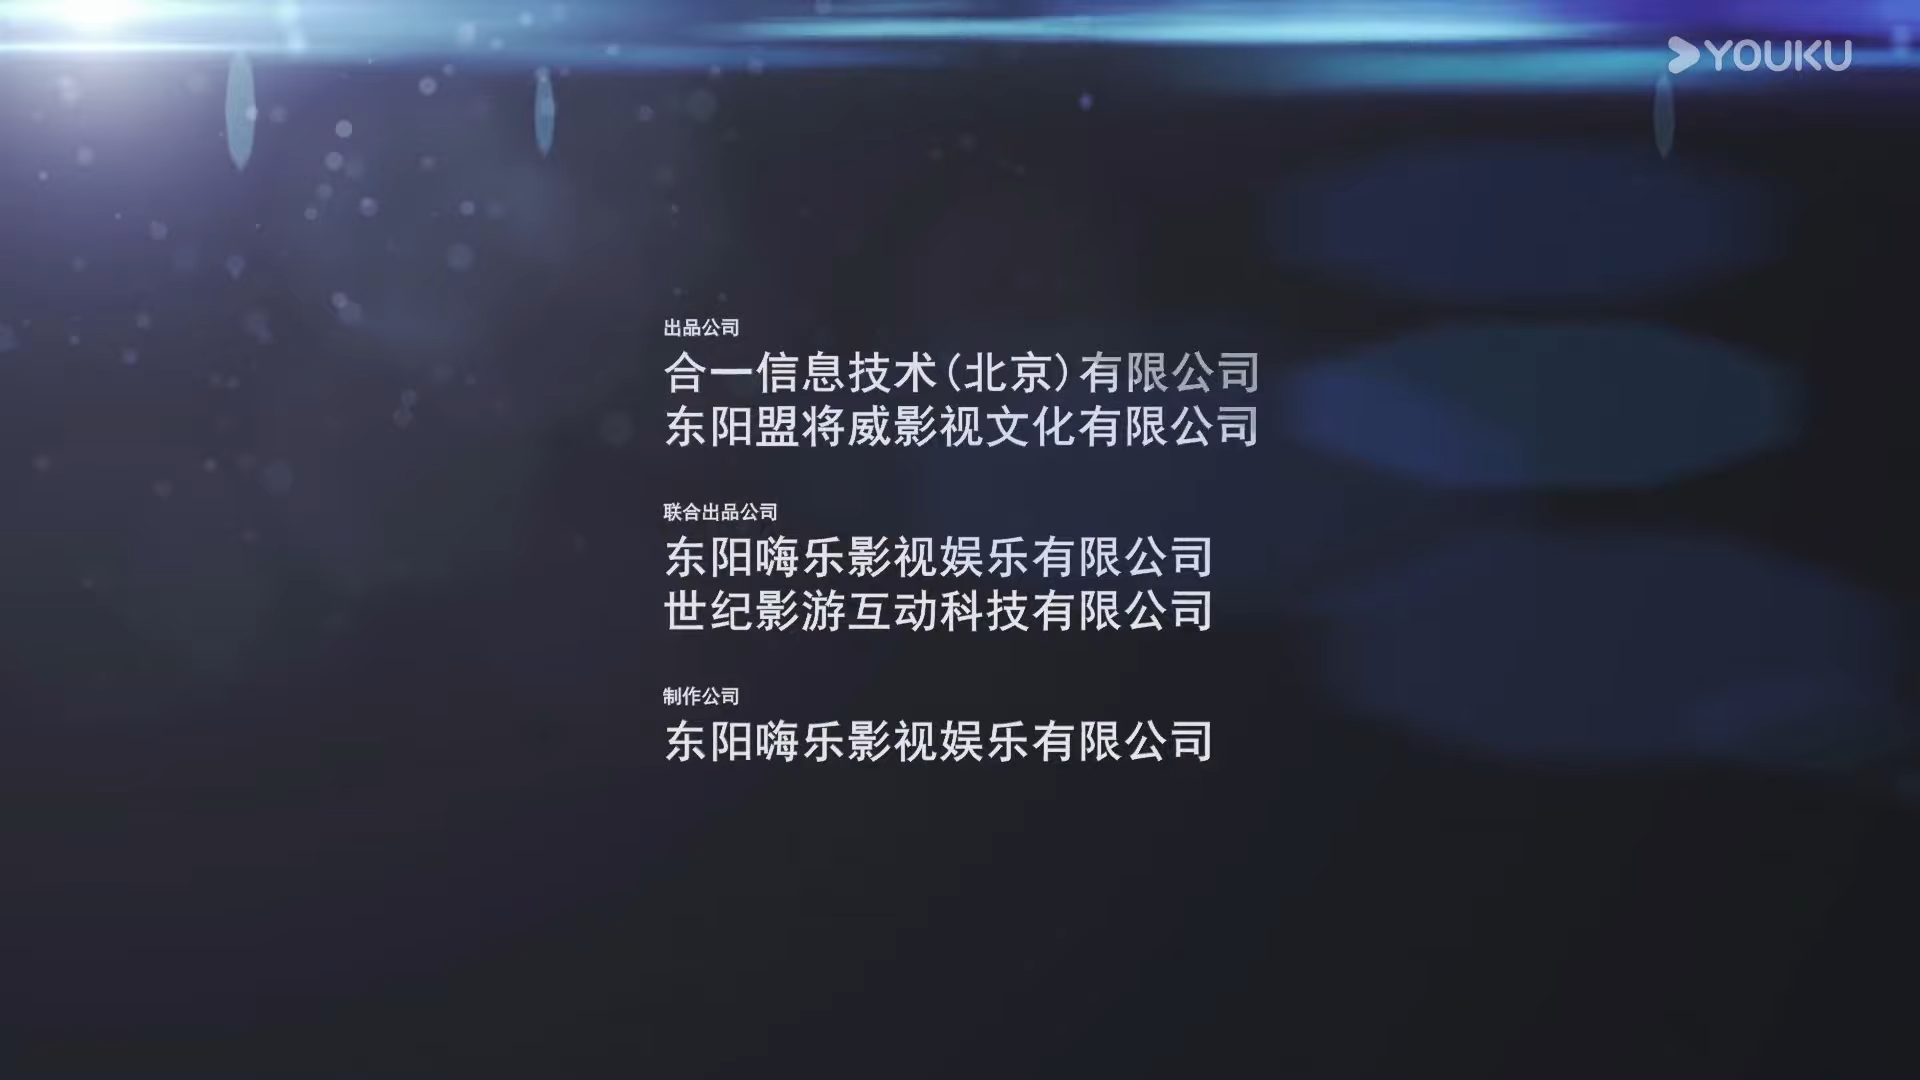 YOUKU
出品公司
合一信息技术(北京)有限公司
东阳盟将威影视文化有限公司
联合出品公司
东阳嗨乐影视娱乐有限公司
世纪影游互动科技有限公司
制作公司
东阳嗨乐影视娱乐有限公司